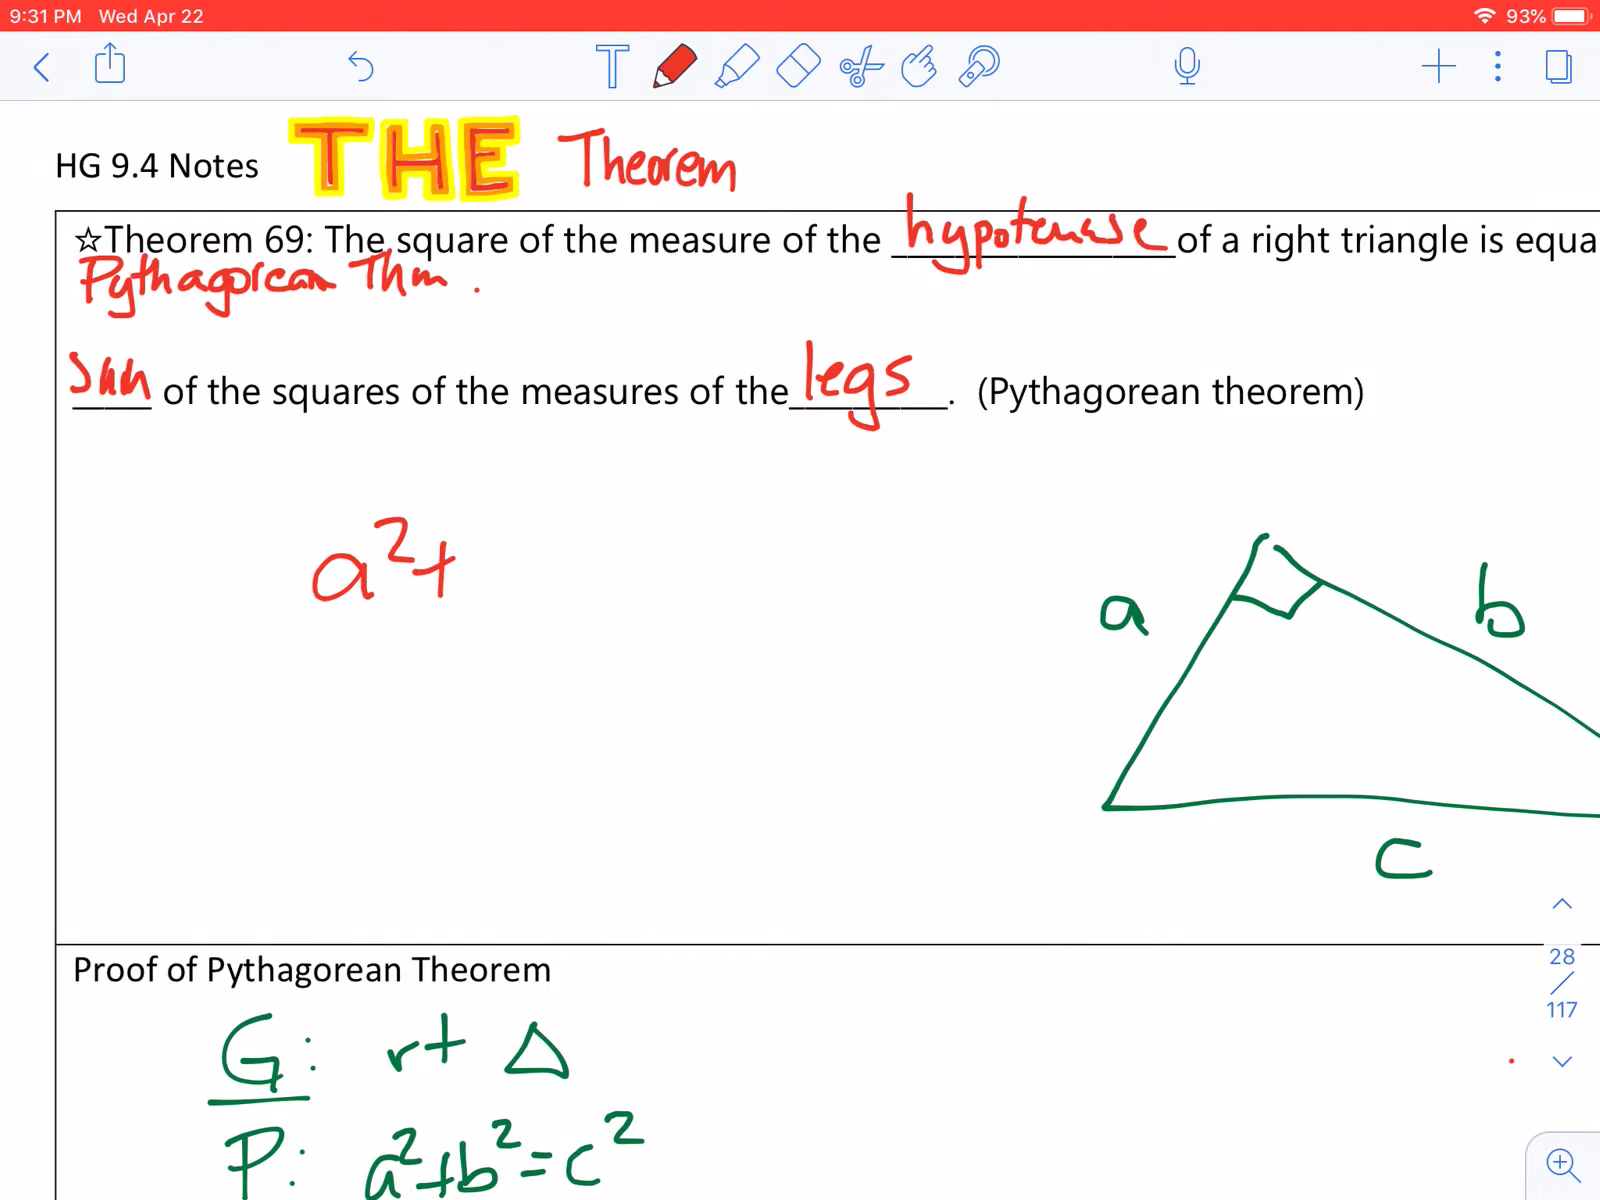 9:31 PM Wed Apr 22 93%
T
HG 9.4 Notes THE Theorem
☆Theorem 69: The square of the measure of the hypotenuse of a right triangle is equa
Pythagorean Thm.
sum of the squares of the measures of the legs. (Pythagorean theorem)
a²+
a
b
c
28
/
117
Proof of Pythagorean Theorem
G: rt △
P: a²+b²=c²